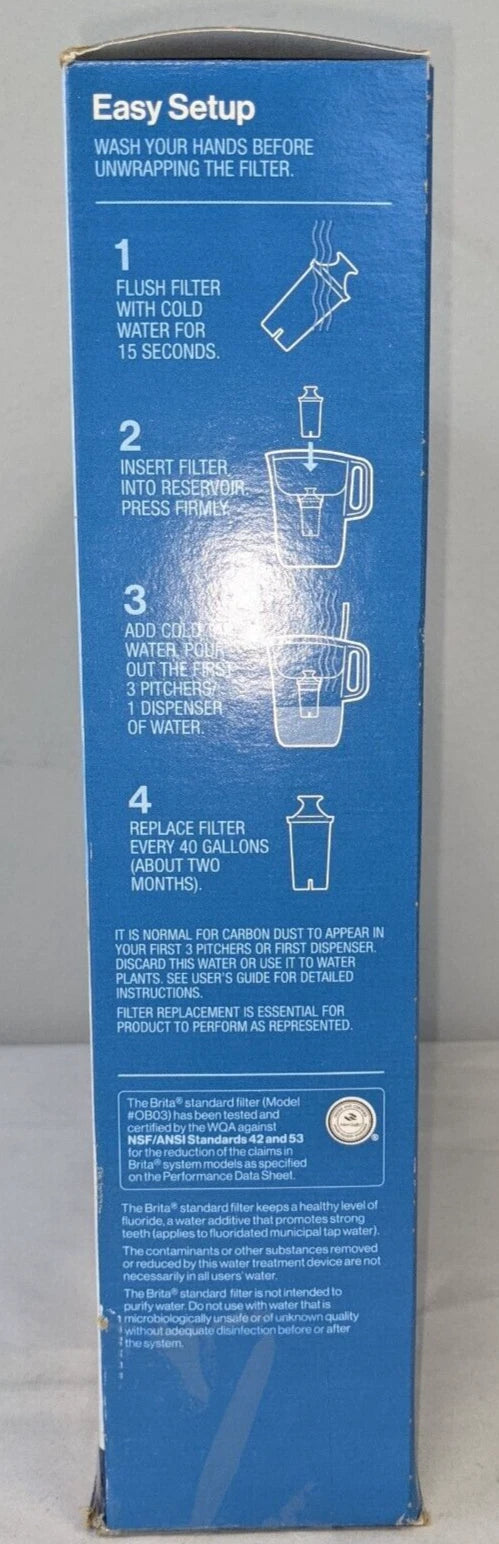 Easy Setup
WASH YOUR HANDS BEFORE
UNWRAPPING THE FILTER.
1
FLUSH FILTER
WITH COLD
WATER FOR
15 SECONDS.
2
INSERT FILTER
INTO RESERVOIR.
PRESS FIRMLY.
3
ADD COLD
WATER. POUR
OUT THE FIRST
3 PITCHERS/
1 DISPENSER
OF WATER.
4
REPLACE FILTER
EVERY 40 GALLONS
(ABOUT TWO
MONTHS).
IT IS NORMAL FOR CARBON DUST TO APPEAR IN
YOUR FIRST 3 PITCHERS OR FIRST DISPENSER.
DISCARD THIS WATER OR USE IT TO WATER
PLANTS. SEE USER'S GUIDE FOR DETAILED
INSTRUCTIONS.
FILTER REPLACEMENT IS ESSENTIAL FOR
PRODUCT TO PERFORM AS REPRESENTED.
The Brita® standard filter (Model
#OB03) has been tested and
certified by the WQA against
NSF/ANSI Standards 42 and 53
for the reduction of the claims in
Brita® system models as specified
on the Performance Data Sheet.
®
The Brita® standard filter keeps a healthy level of
fluoride, a water additive that promotes strong
teeth (applies to fluoridated municipal tap water).
The contaminants or other substances removed
or reduced by this water treatment device are not
necessarily in all users' water.
The Brita® standard filter is not intended to
purify water. Do not use with water that is
microbiologically unsafe or of unknown quality
without adequate disinfection before or after
the system.